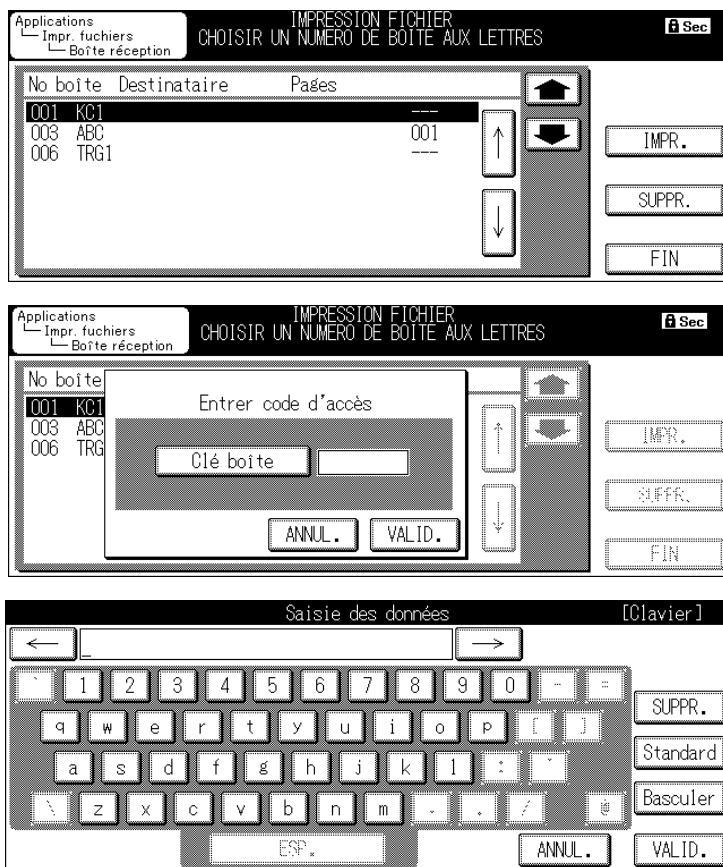 Applications
Impr. fuchiers
Boîte réception
IMPRESSION FICHIER
CHOISIR UN NUMERO DE BOITE AUX LETTRES
Sec
No boîte Destinataire Pages
001 KC1 ---
003 ABC 001
006 TRG1 ---
IMPR.
SUPPR.
FIN
Applications
Impr. fuchiers
Boîte réception
IMPRESSION FICHIER
CHOISIR UN NUMERO DE BOITE AUX LETTRES
Sec
No boîte
001 KC1
003 ABC
006 TRG
Entrer code d'accès
Clé boîte
ANNUL. VALID.
IMPR.
SUPPR.
FIN
Saisie des données [Clavier]
← _ →
` 1 2 3 4 5 6 7 8 9 0 - =
SUPPR.
q w e r t y u i o p [ ]
Standard
a s d f g h j k l : 
Basculer
\ z x c v b n m . / @
ESP. ANNUL. VALID.